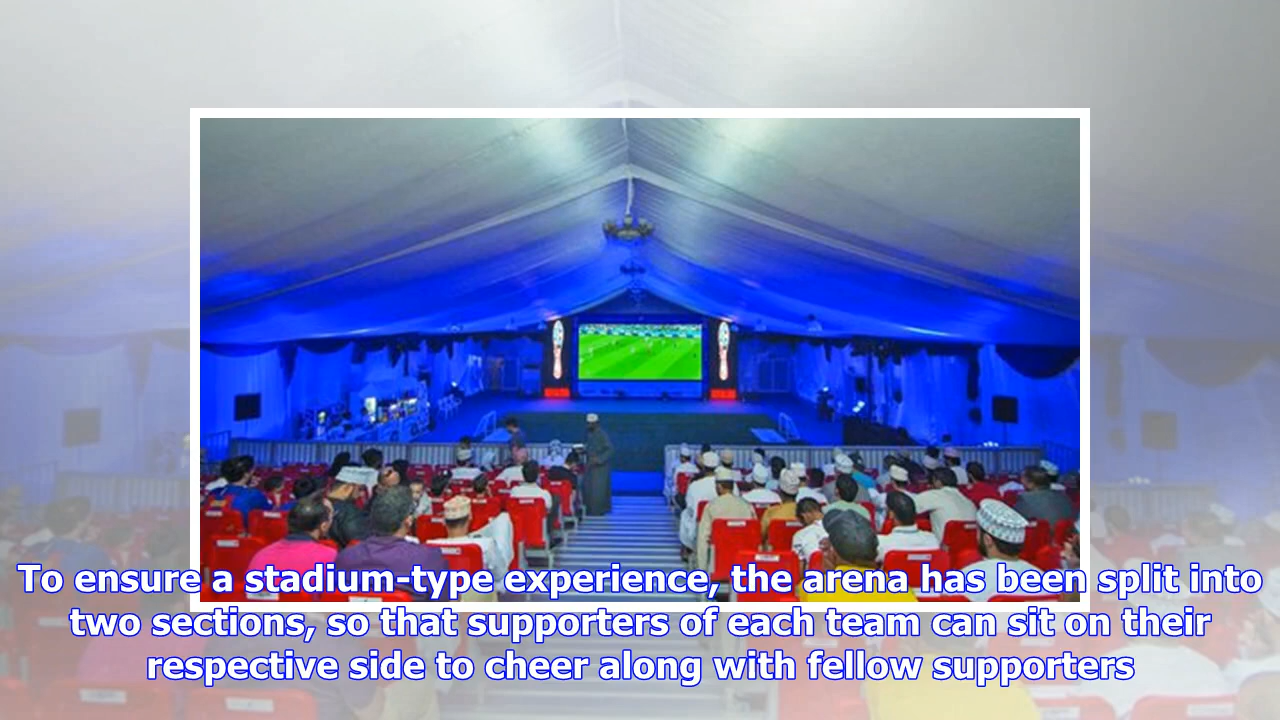 To ensure a stadium-type experience, the arena has been split into
two sections, so that supporters of each team can sit on their
respective side to cheer along with fellow supporters